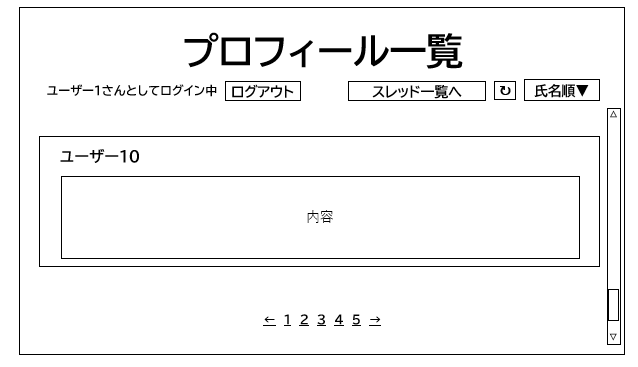 プロフィール一覧
ユーザー1さんとしてログイン中 ログアウト スレッド一覧へ ↻ 氏名順▼
ユーザー10
内容
← 1 2 3 4 5 →